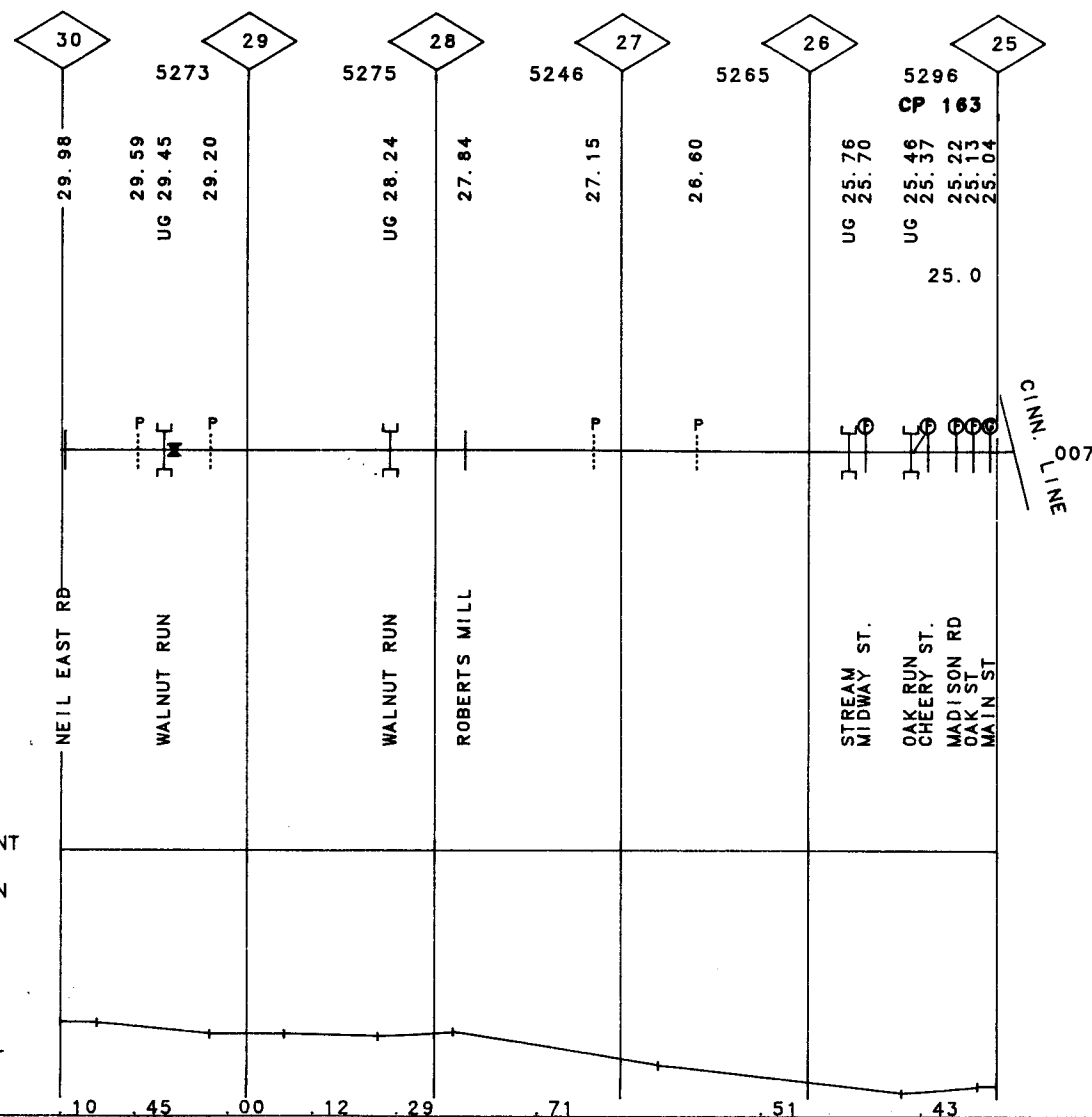 30 29 28 27 26 25
5273 5275 5246 5265 5296
CP 163
29.98
29.59
UG 29.45
29.20
UG 28.24
27.84
27.15
26.60
UG 25.76
25.70
UG 25.46
25.37
25.22
25.13
25.04
25.0
P P P P F F F F G
CINN. LINE
007
NEIL EAST RD
WALNUT RUN
WALNUT RUN
ROBERTS MILL
STREAM
MIDWAY ST.
OAK RUN
CHEERY ST.
MADISON RD
OAK ST
MAIN ST
NT
N
.10 .45 .00 .12 .29 .71 .51 .43